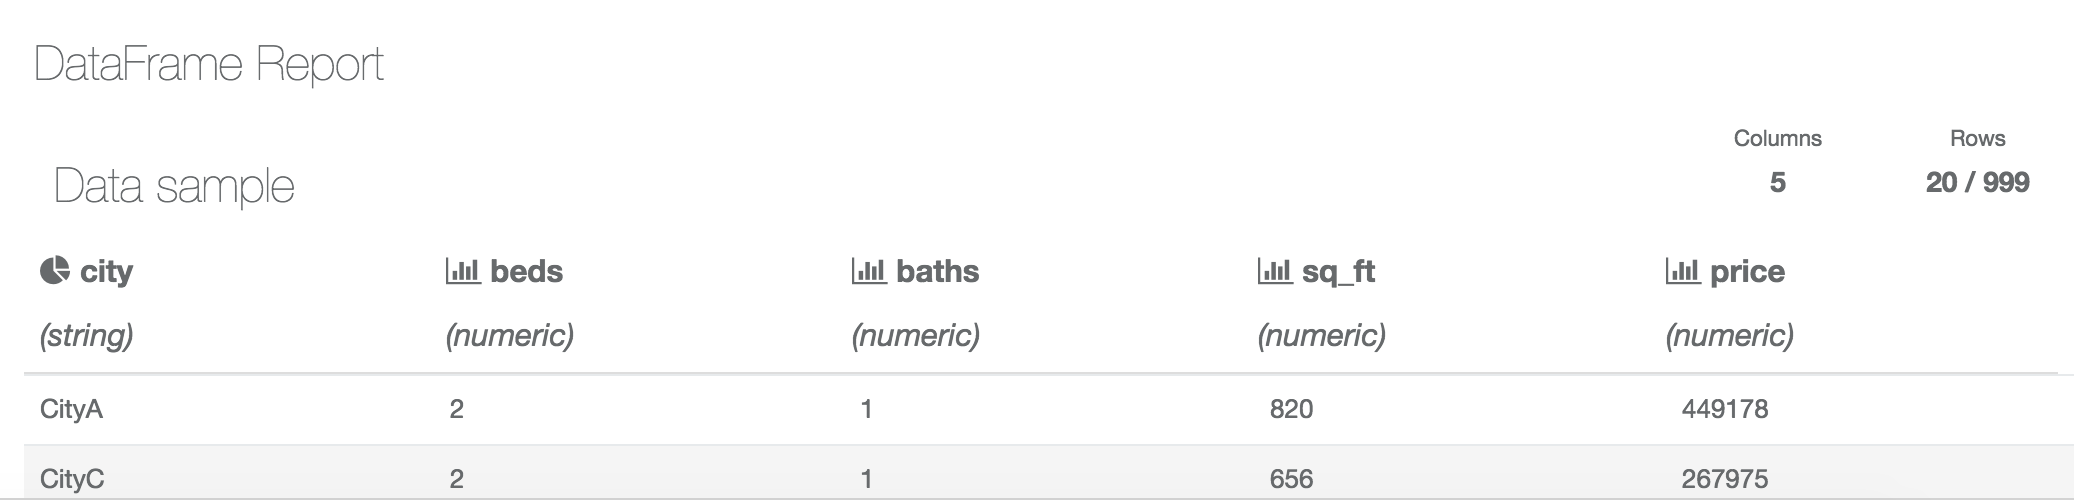 DataFrame Report
Columns Rows
Data sample 5 20 / 999
city beds baths sq_ft price
(string) (numeric) (numeric) (numeric) (numeric)
CityA 2 1 820 449178
CityC 2 1 656 267975